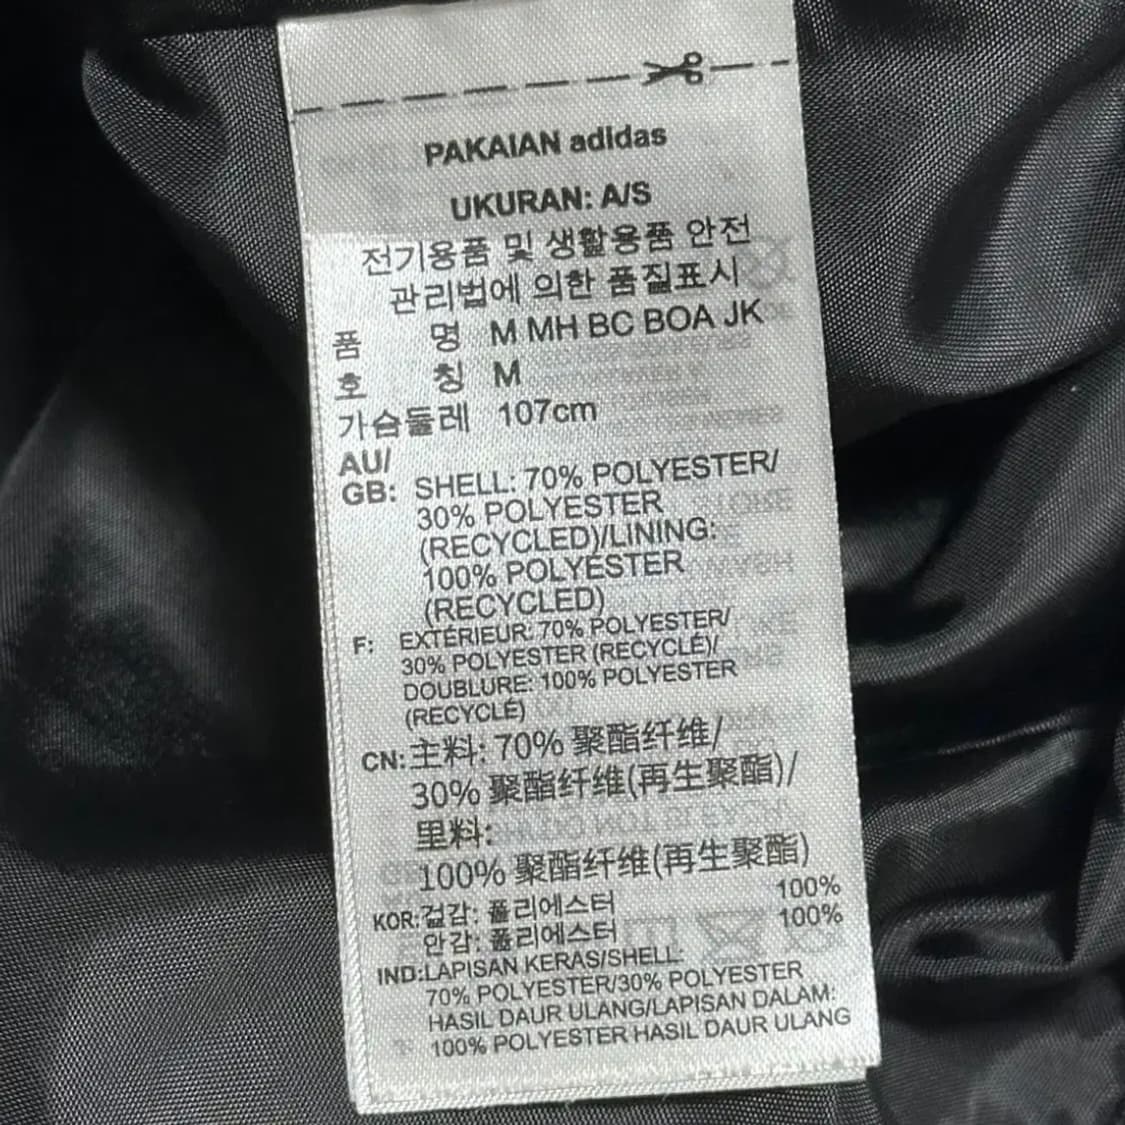 PAKAIAN adidas
UKURAN: A/S
전기용품 및 생활용품 안전
관리법에 의한 품질표시
품 명 M MH BC BOA JK
호 칭 M
가슴둘레 107cm
AU/
GB: SHELL: 70% POLYESTER/
30% POLYESTER
(RECYCLED)/LINING:
100% POLYESTER
(RECYCLED)
F: EXTÉRIEUR: 70% POLYESTER/
30% POLYESTER (RECYCLÉ)/
DOUBLURE: 100% POLYESTER
(RECYCLÉ)
CN: 主料: 70% 聚酯纤维/
30% 聚酯纤维(再生聚酯)/
里料:
100% 聚酯纤维(再生聚酯)
KOR: 겉감: 폴리에스터 100%
안감: 폴리에스터 100%
IND: LAPISAN KERAS/SHELL:
70% POLYESTER/30% POLYESTER
HASIL DAUR ULANG/LAPISAN DALAM:
100% POLYESTER HASIL DAUR ULANG